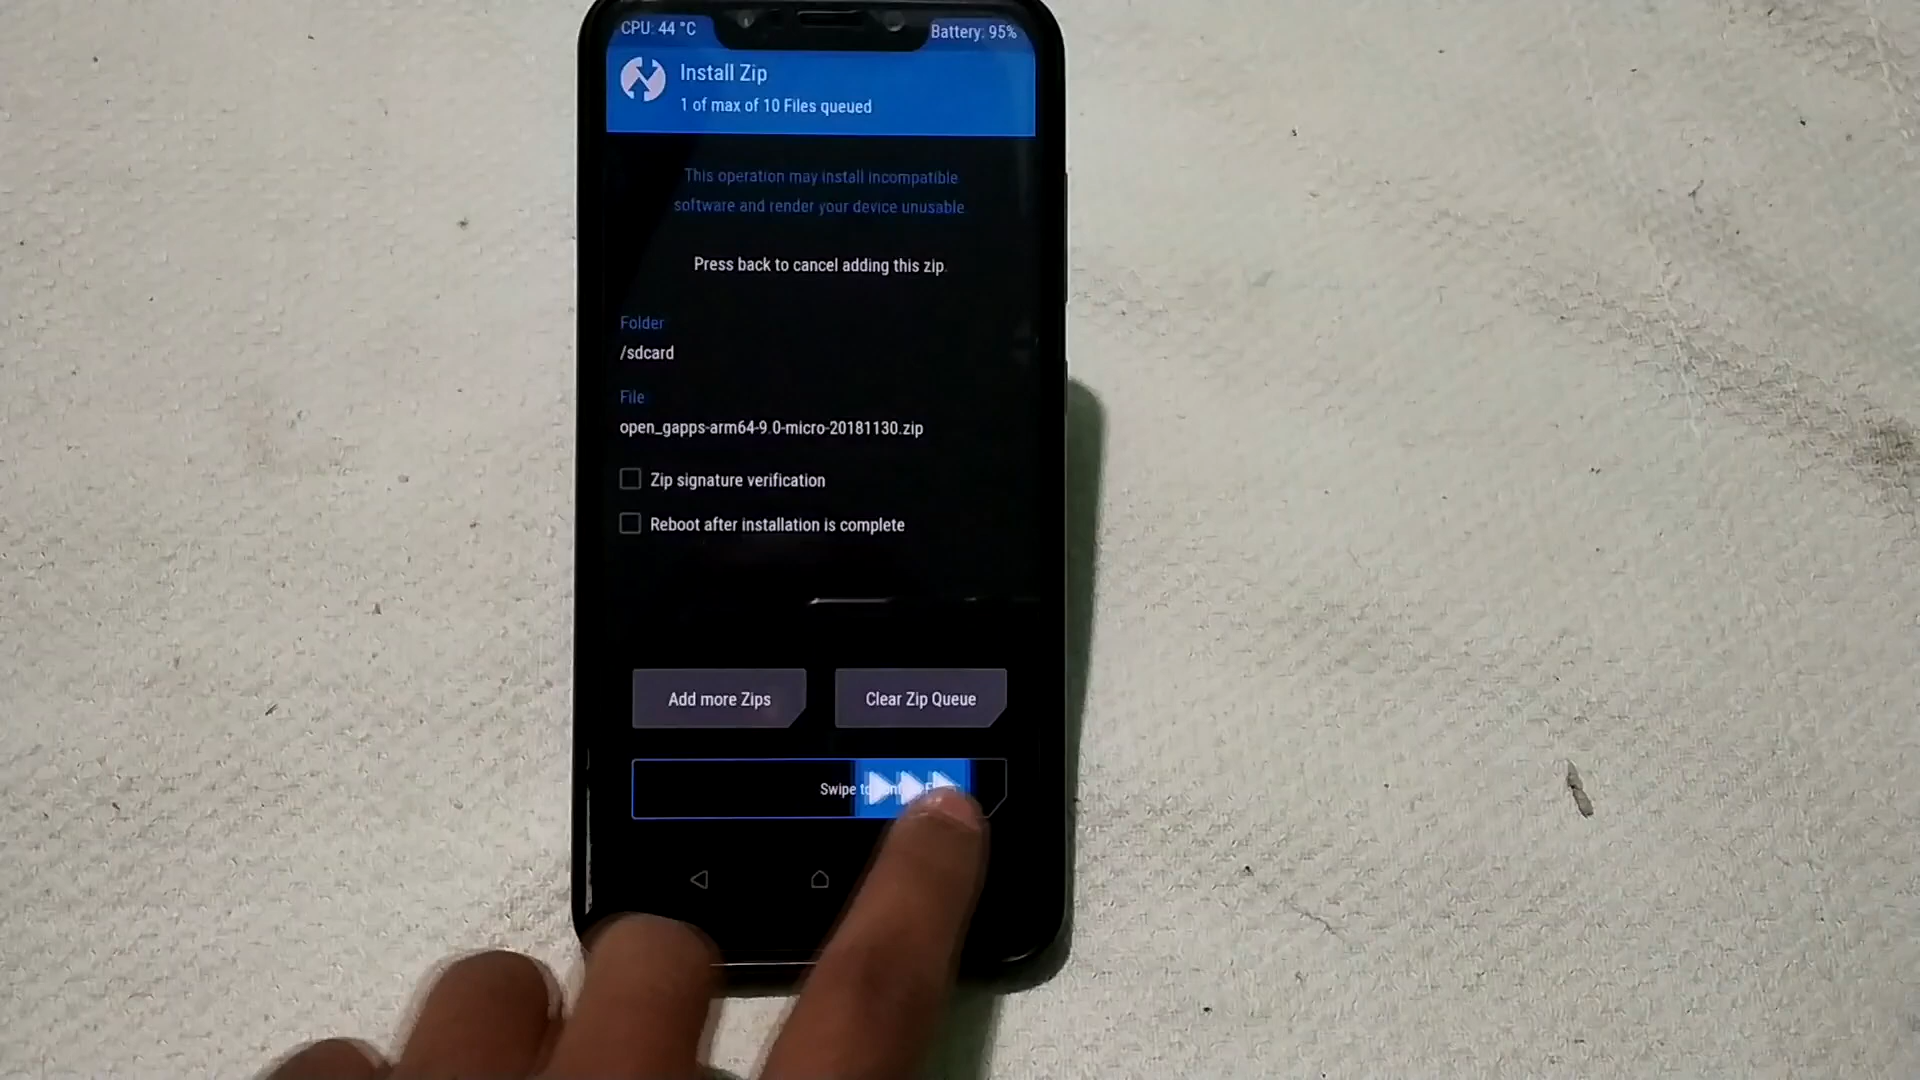 CPU: 44 °C
Battery: 95%
Install Zip
1 of max of 10 Files queued
This operation may install incompatible
software and render your device unusable
Press back to cancel adding this zip.
Folder
/sdcard
File
open_gapps-arm64-9.0-micro-20181130.zip
Zip signature verification
Reboot after installation is complete
Add more Zips
Clear Zip Queue
Swipe to